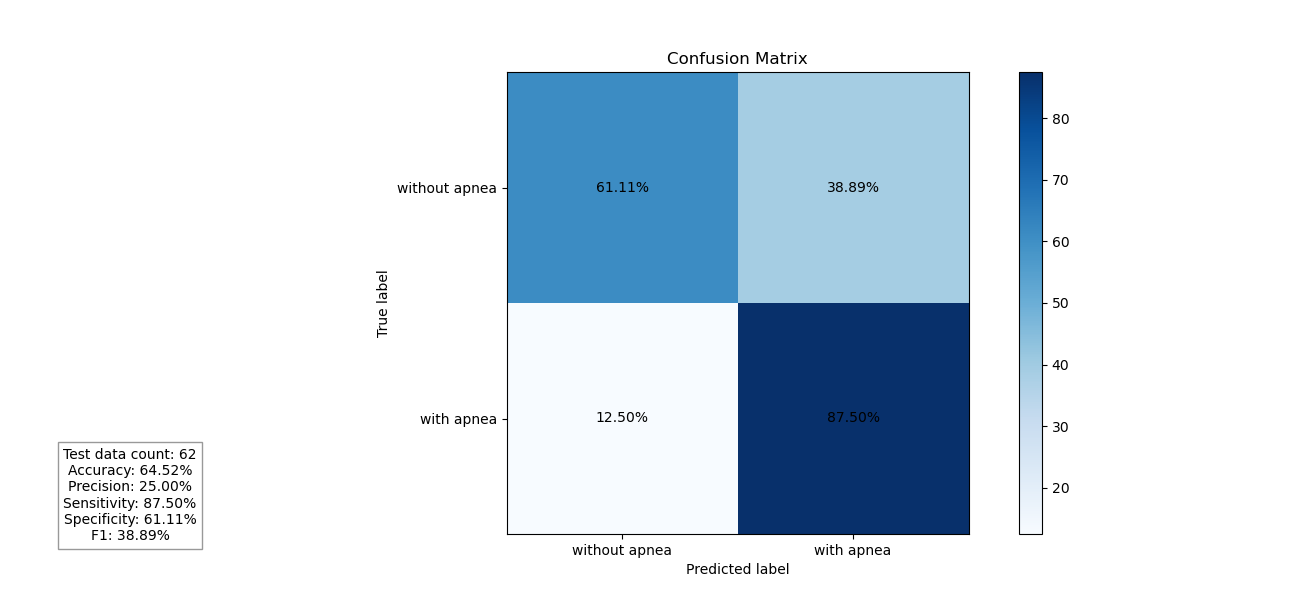 Confusion Matrix
True label
without apnea
with apnea
61.11%
38.89%
12.50%
87.50%
without apnea
with apnea
Predicted label
80
70
60
50
40
30
20
Test data count: 62
Accuracy: 64.52%
Precision: 25.00%
Sensitivity: 87.50%
Specificity: 61.11%
F1: 38.89%